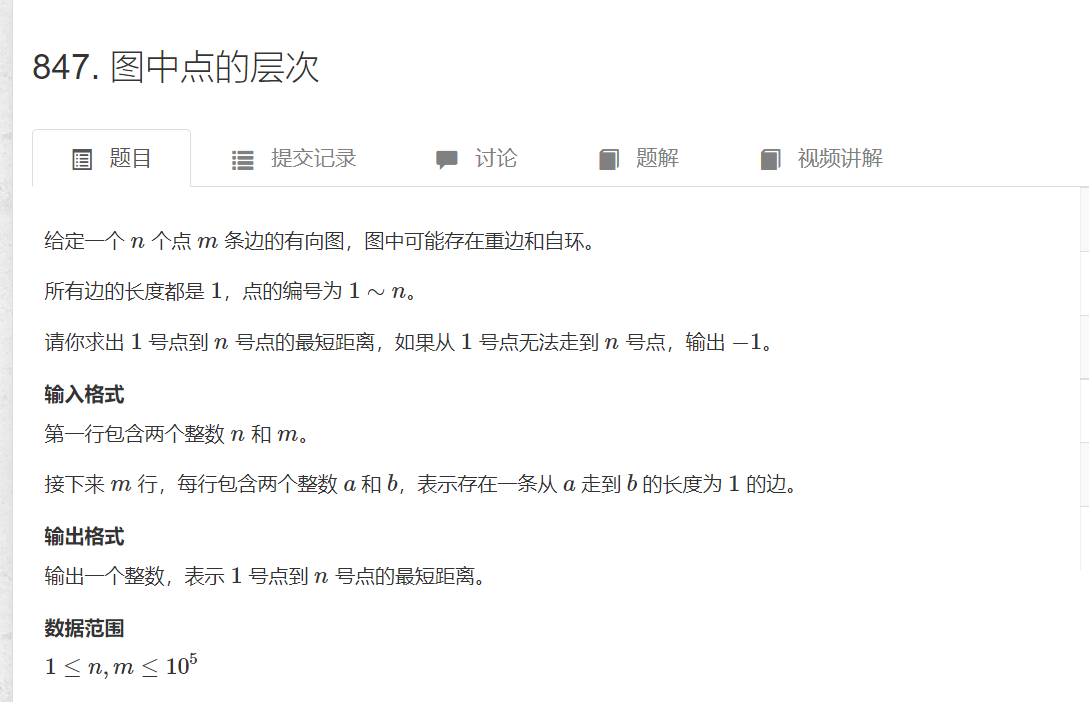 847. 图中点的层次
题目 提交记录 讨论 题解 视频讲解
给定一个 n 个点 m 条边的有向图，图中可能存在重边和自环。
所有边的长度都是 1，点的编号为 1 ∼ n。
请你求出 1 号点到 n 号点的最短距离，如果从 1 号点无法走到 n 号点，输出 −1。
输入格式
第一行包含两个整数 n 和 m。
接下来 m 行，每行包含两个整数 a 和 b，表示存在一条从 a 走到 b 的长度为 1 的边。
输出格式
输出一个整数，表示 1 号点到 n 号点的最短距离。
数据范围
1 ≤ n, m ≤ 10⁵